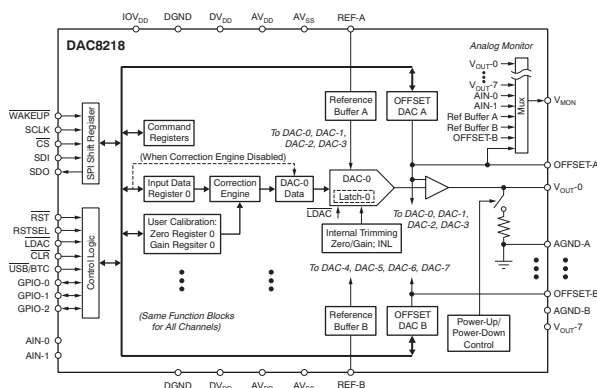 IOVDD DGND DVDD AVDD AVSS REF-A
DAC8218
Analog Monitor
VOUT-0
VOUT-7
AIN-0
AIN-1
Ref Buffer A
Ref Buffer B
OFFSET-B
Mux
VMON
WAKEUP
SCLK
CS
SDI
SDO
SPI Shift Register
Command
Registers
Reference
Buffer A
OFFSET
DAC A
To DAC-0, DAC-1,
DAC-2, DAC-3
OFFSET-A
(When Correction Engine Disabled)
Input Data
Register 0
Correction
Engine
DAC-0
Data
DAC-0
Latch-0
LDAC
VOUT-0
To DAC-0, DAC-1,
DAC-2, DAC-3
RST
RSTSEL
LDAC
CLR
USB/BTC
GPIO-0
GPIO-1
GPIO-2
Control Logic
User Calibration:
Zero Register 0
Gain Regsiter 0
Internal Trimming
Zero/Gain; INL
AGND-A
To DAC-4, DAC-5, DAC-6, DAC-7
OFFSET-B
(Same Function Blocks
for All Channels)
Reference
Buffer B
OFFSET
DAC B
Power-Up/
Power-Down
Control
AGND-B
VOUT-7
AIN-0
AIN-1
DGND DVDD AVDD AVSS REF-B